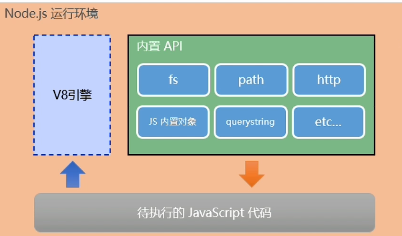 Node.js 运行环境
V8引擎
内置 API
fs
path
http
JS 内置对象
querystring
etc...
待执行的 JavaScript 代码